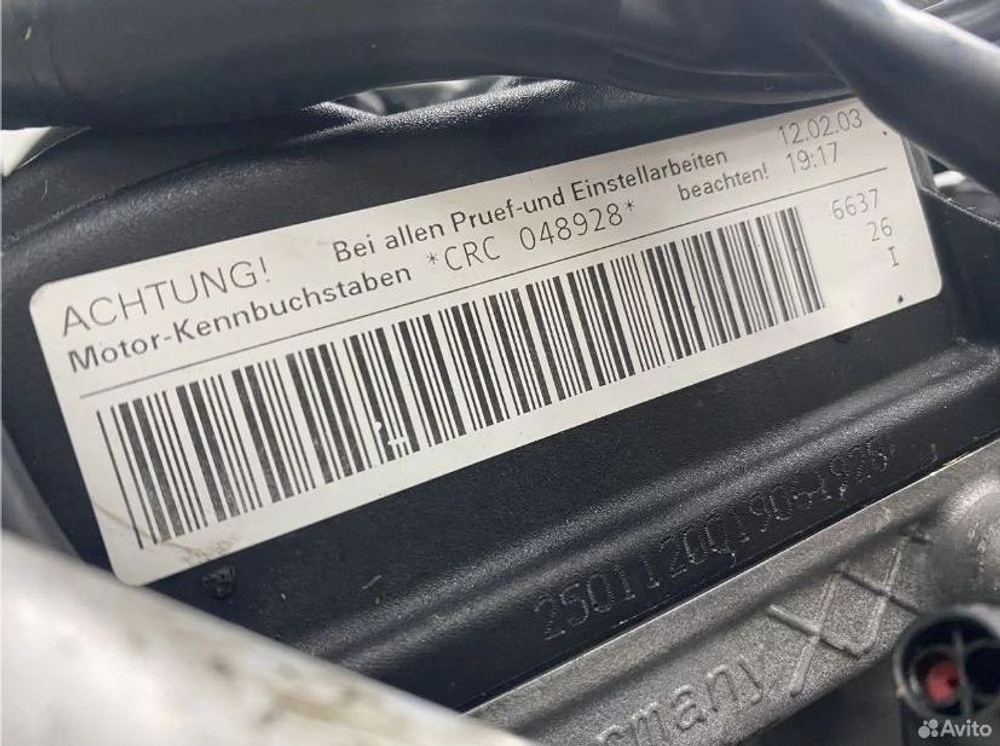 ACHTUNG! Bei allen Pruef-und Einstellarbeiten 12.02.03
Motor-Kennbuchstaben *CRC 048928* beachten! 19:17
6637
26
I
Avito